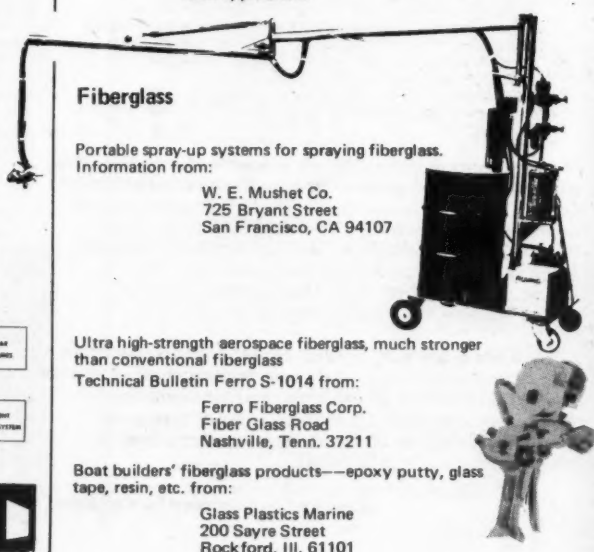 Fiberglass
Portable spray-up systems for spraying fiberglass.
Information from:
W. E. Mushet Co.
725 Bryant Street
San Francisco, CA 94107
Ultra high-strength aerospace fiberglass, much stronger
than conventional fiberglass
Technical Bulletin Ferro S-1014 from:
Ferro Fiberglass Corp.
Fiber Glass Road
Nashville, Tenn. 37211
Boat builders' fiberglass products——epoxy putty, glass
tape, resin, etc. from:
Glass Plastics Marine
200 Sayre Street
Rockford, Ill. 61101